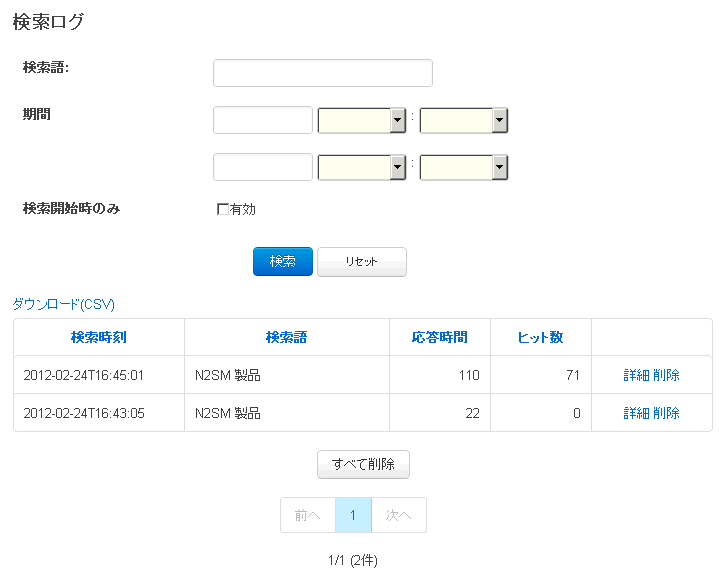 検索ログ
検索語:
期間
:
:
検索開始時のみ 有効
検索 リセット
ダウンロード(CSV)
検索時刻 検索語 応答時間 ヒット数
2012-02-24T16:45:01 N2SM 製品 110 71 詳細 削除
2012-02-24T16:43:05 N2SM 製品 22 0 詳細 削除
すべて削除
前へ 1 次へ
1/1 (2件)